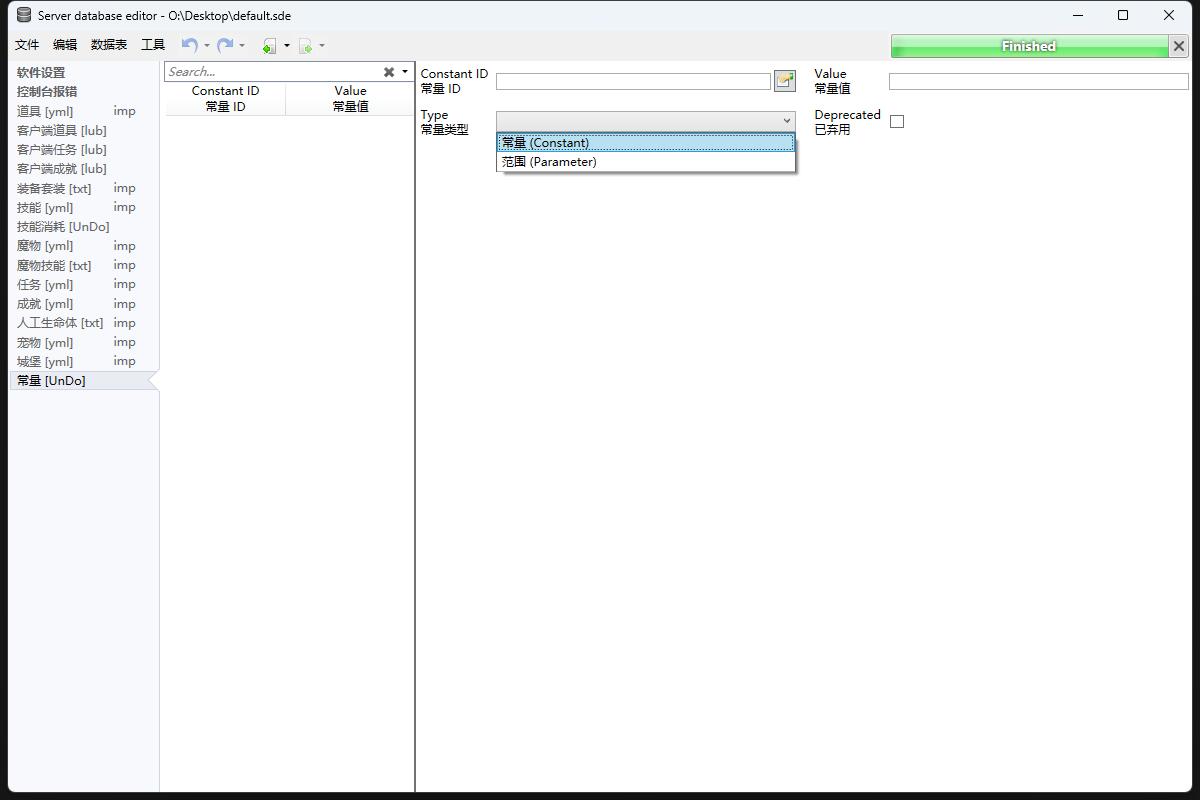 Server database editor - O:\Desktop\default.sde
文件 编辑 数据表 工具
Finished
软件设置
控制台报错
道具 [yml] imp
客户端道具 [lub]
客户端任务 [lub]
客户端成就 [lub]
装备套装 [txt] imp
技能 [yml] imp
技能消耗 [UnDo]
魔物 [yml] imp
魔物技能 [txt] imp
任务 [yml] imp
成就 [yml] imp
人工生命体 [txt] imp
宠物 [yml] imp
城堡 [yml] imp
常量 [UnDo]
Search...
Constant ID
常量 ID
Value
常量值
Constant ID
常量 ID
Value
常量值
Type
常量类型
Deprecated
已弃用
常量 (Constant)
范围 (Parameter)